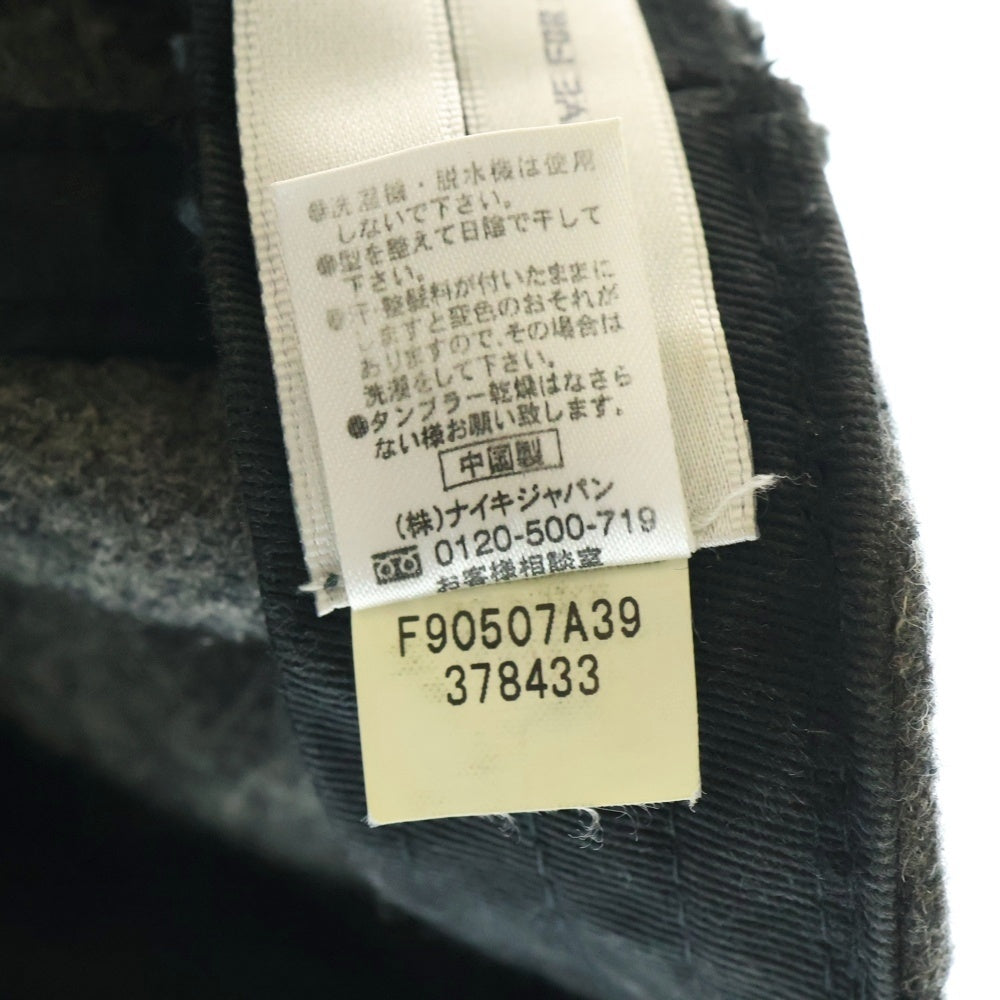 VE FOR
●洗濯機・脱水機は使用
しないで下さい。
●型を整えて日陰で干して
下さい。
●汗、整髪料が付いたままに
しますと変色のおそれが
おりますので、その場合は
洗濯をして下さい。
●タンブラー乾燥はなさら
ない様お願い致します。
中国製
(株)ナイキジャパン
0120-500-719
お客様相談室
F90507A39
378433